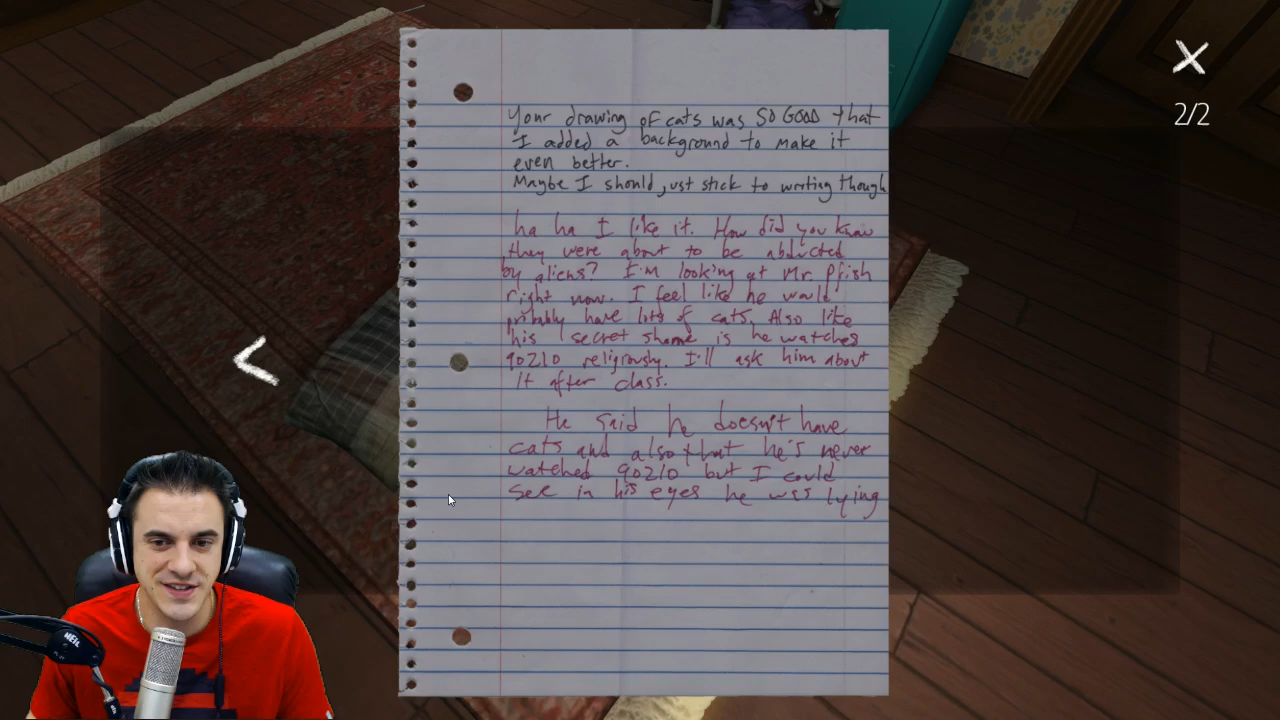 2/2
Your drawing of cats was SO GOOD that
I added a background to make it
even better.
Maybe I should just stick to writing though
ha ha I like it. How did you know
they were about to be abducted
by aliens? I'm looking at Mr. Pfish
right now. I feel like he would
probably have lots of cats. Also like
his secret shame is he watches
90210 religiously. I'll ask him about
it after class.
He said he doesn't have
cats and also that he's never
watched 90210 but I could
see in his eyes he was lying
HEIL